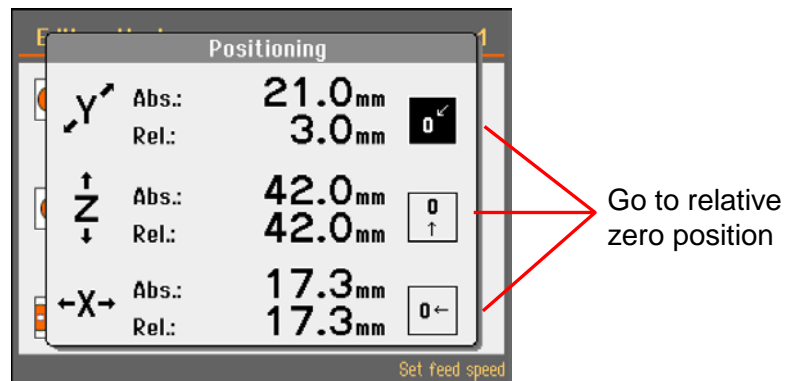 1
Positioning
Y Abs.: 21.0mm
Rel.: 3.0mm
0
Z Abs.: 42.0mm
Rel.: 42.0mm
0
X Abs.: 17.3mm
Rel.: 17.3mm
0
Go to relative
zero position
Set feed speed